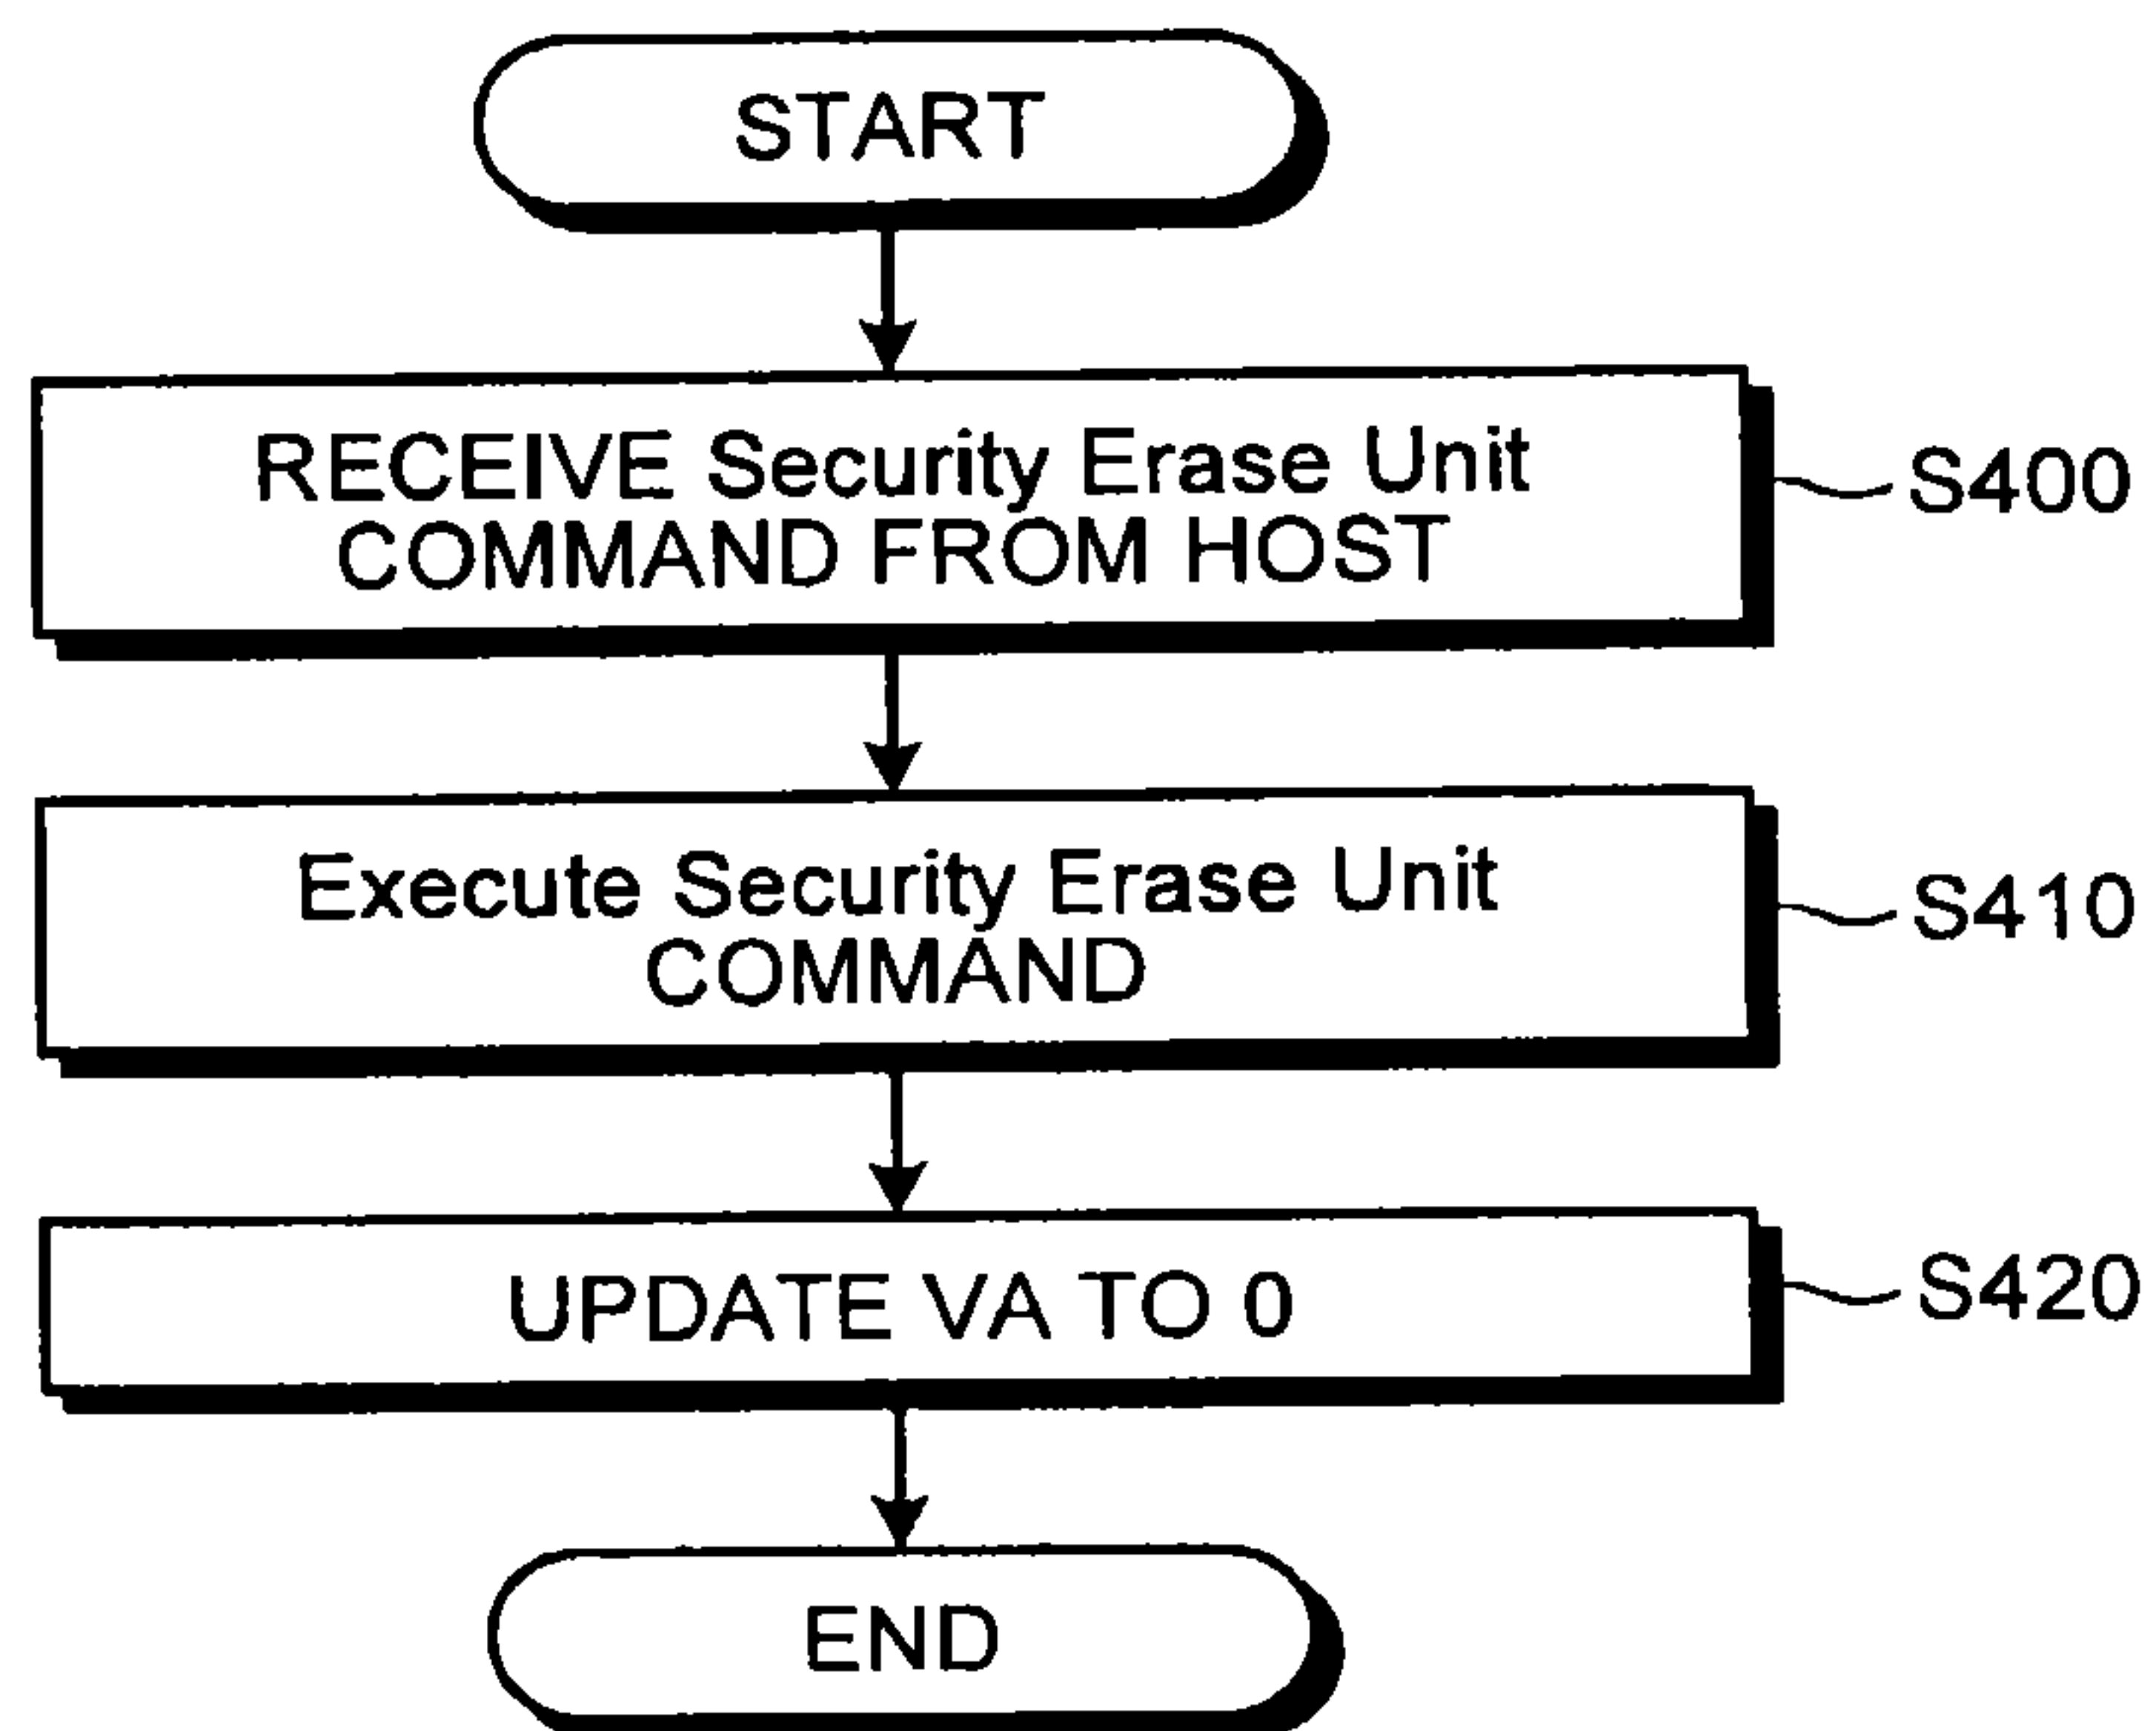 START
RECEIVE Security Erase Unit
COMMAND FROM HOST
S400
Execute Security Erase Unit
COMMAND
S410
UPDATE VA TO 0
S420
END